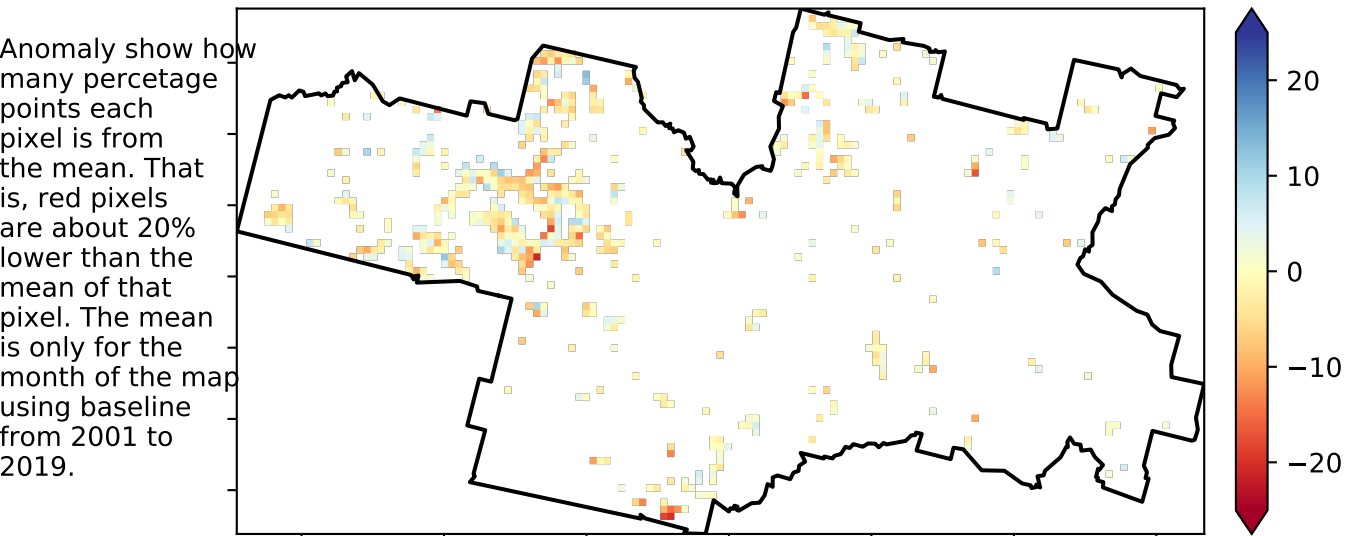 Anomaly show how
many percetage
points each
pixel is from
the mean. That
is, red pixels
are about 20%
lower than the
mean of that
pixel. The mean
is only for the
month of the map
using baseline
from 2001 to
2019.
20
10
0
−10
−20